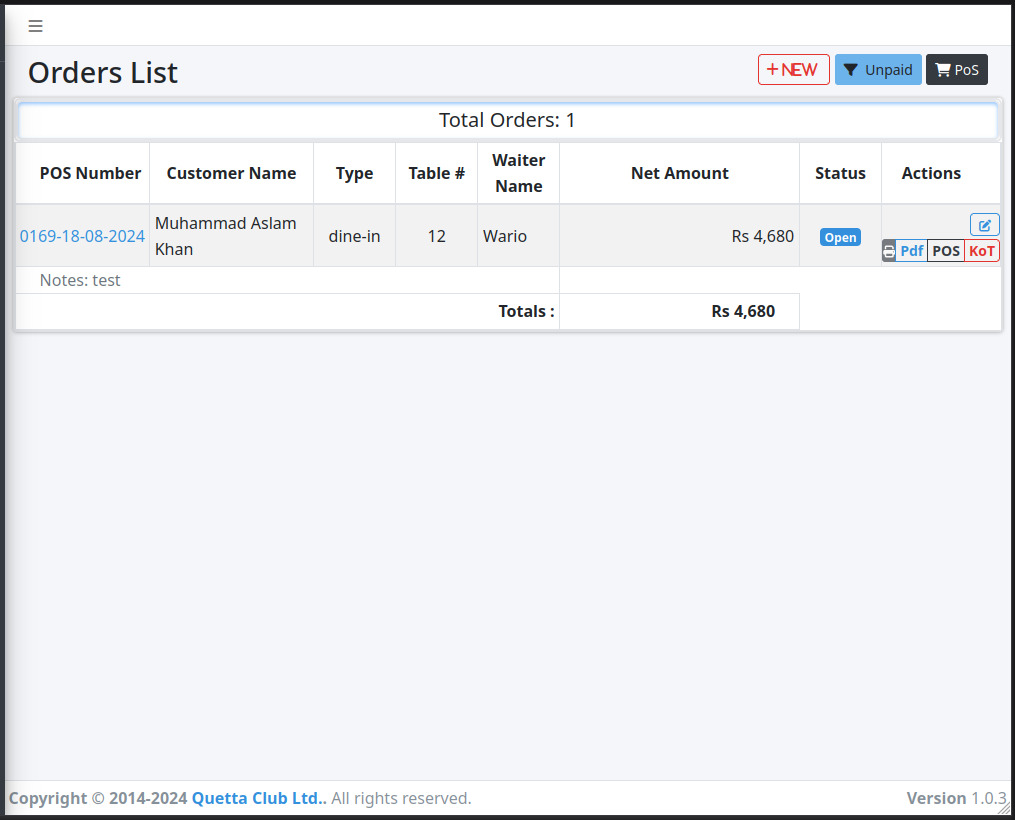 Orders List
+ NEW
Unpaid
PoS
Total Orders: 1
POS Number
Customer Name
Type
Table #
Waiter
Name
Net Amount
Status
Actions
0169-18-08-2024
Muhammad Aslam
Khan
dine-in
12
Wario
Rs 4,680
Open
Pdf
POS
KoT
Notes: test
Totals :
Rs 4,680
Copyright © 2014-2024 Quetta Club Ltd.. All rights reserved.
Version 1.0.3